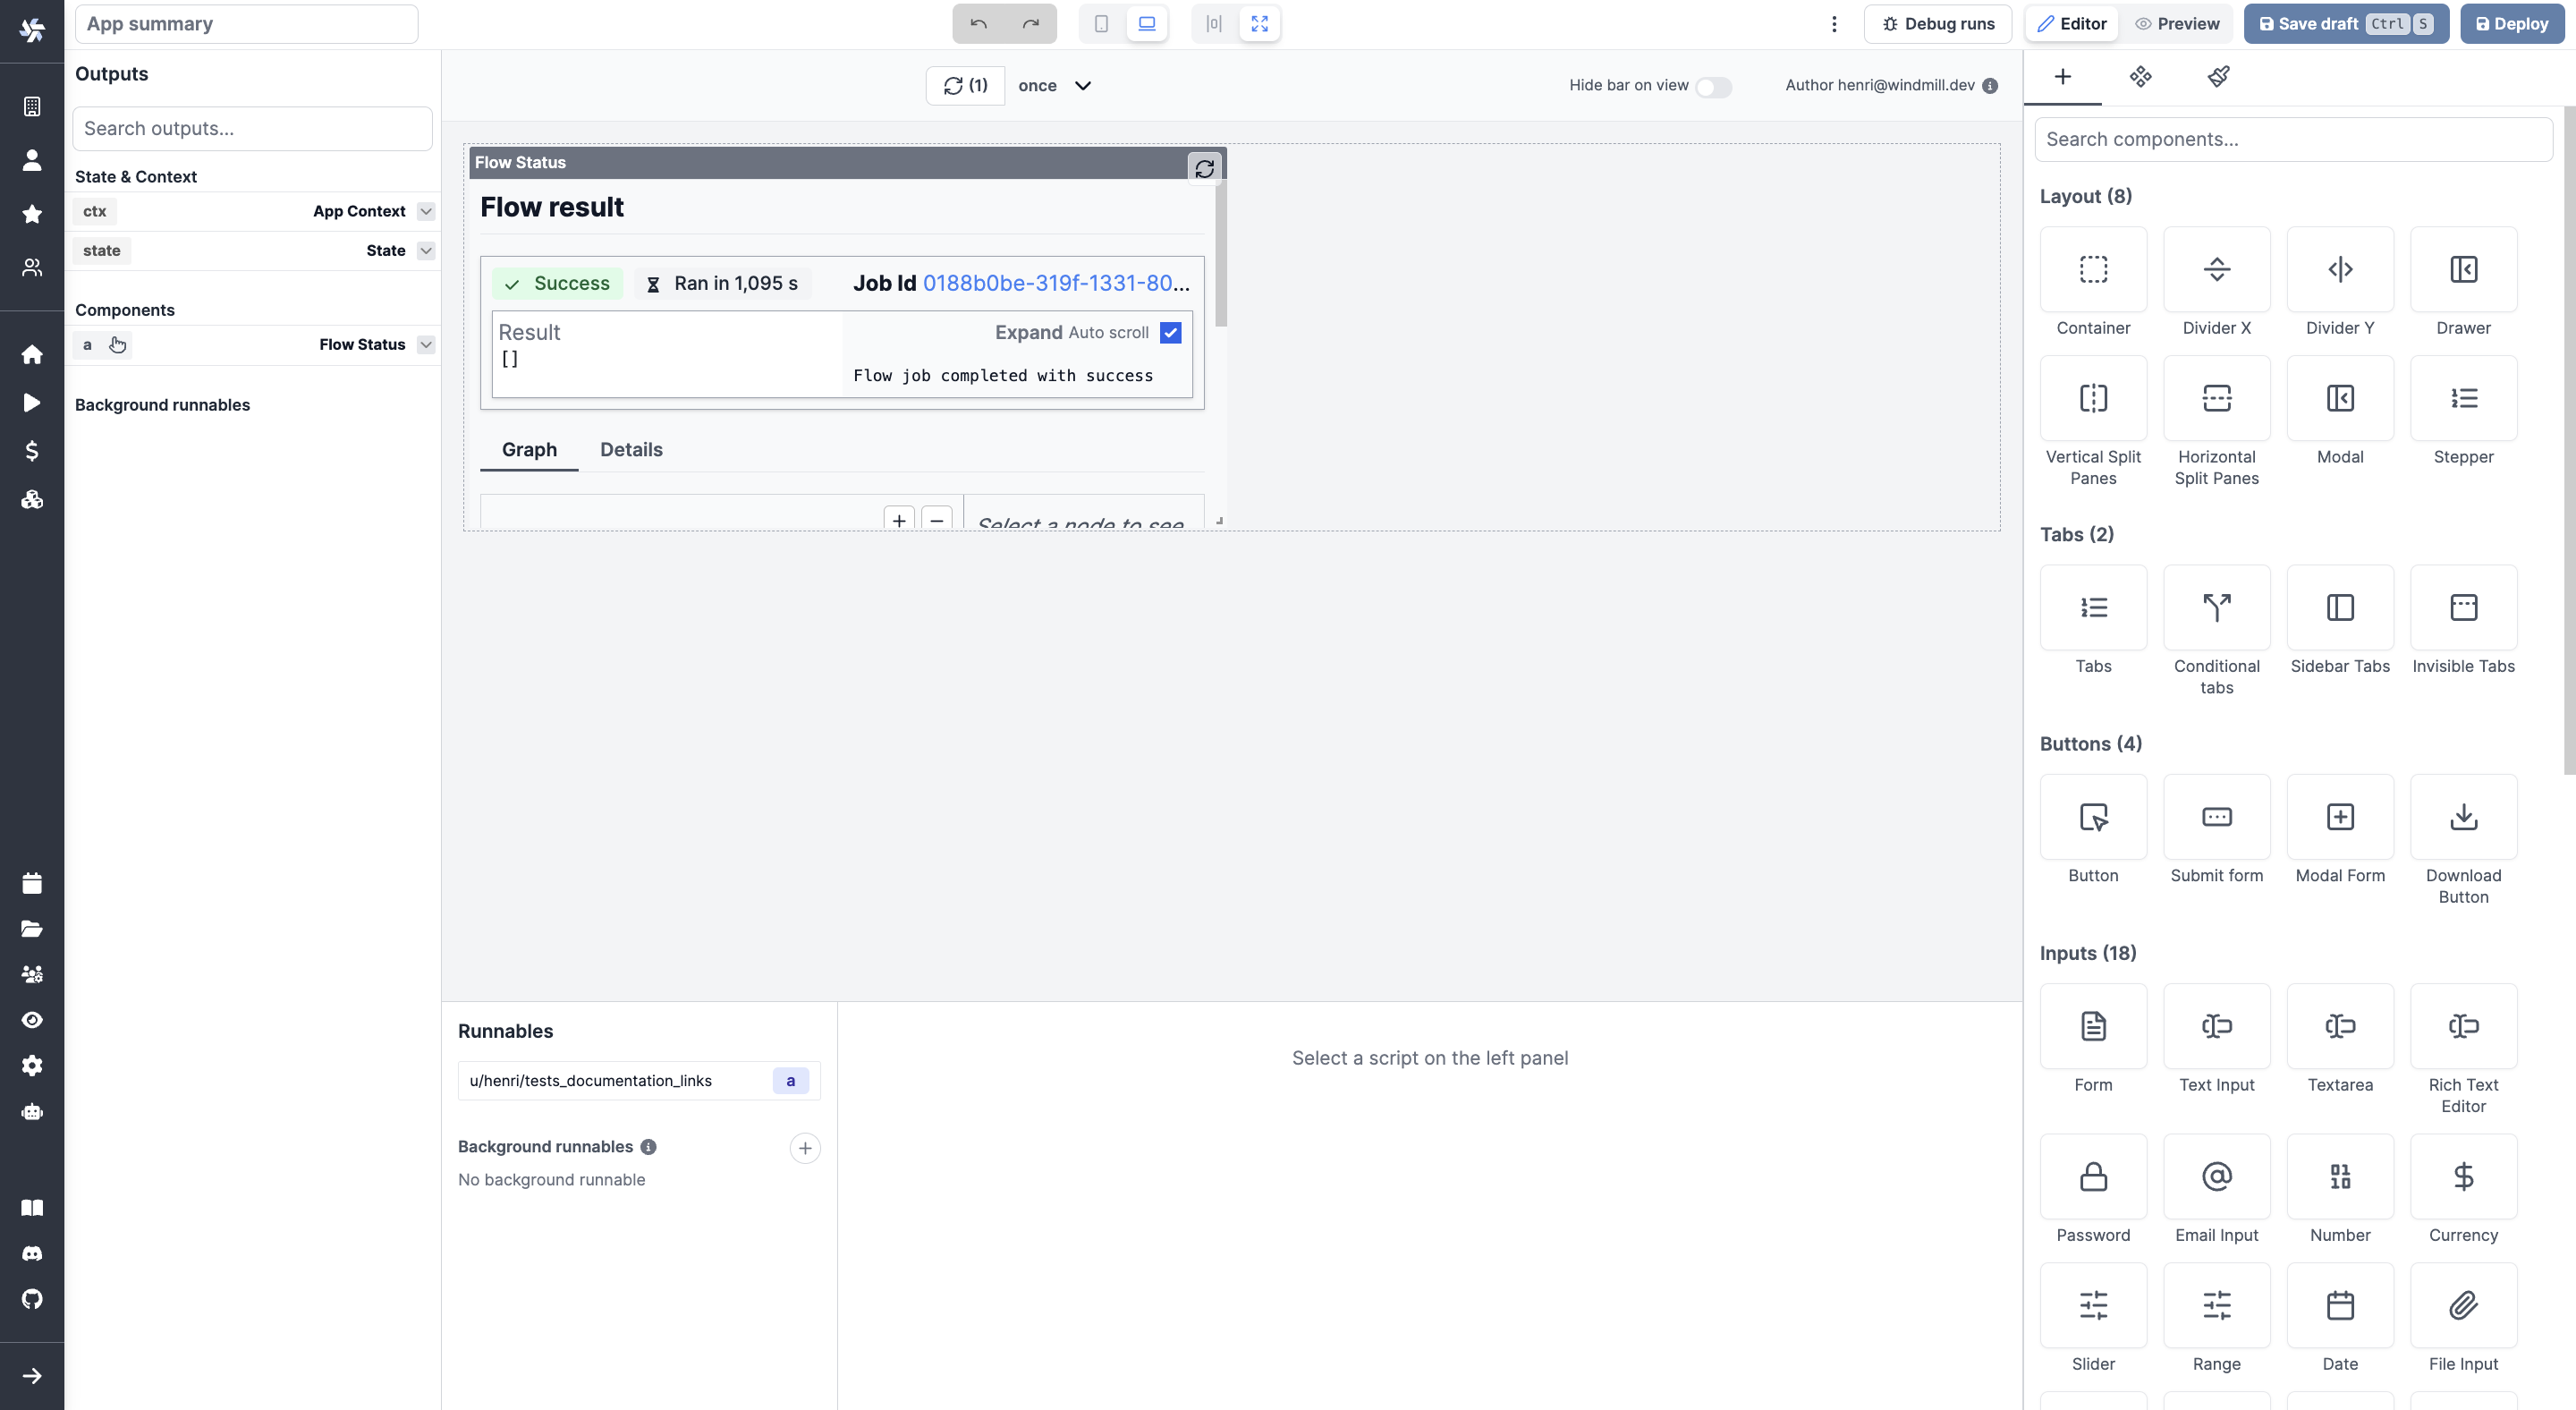 App summary
Debug runs
Editor
Preview
Save draft Ctrl S
Deploy
Outputs
Search outputs...
State & Context
ctx
App Context
state
State
Components
a
Flow Status
Background runnables
(1)
once
Hide bar on view
Author henri@windmill.dev
Flow Status
Flow result
Success
Ran in 1,095 s
Job Id 0188b0be-319f-1331-80...
Result
Expand Auto scroll
[]
Flow job completed with success
Graph
Details
Select a node to see
Runnables
u/henri/tests_documentation_links
a
Background runnables
No background runnable
Select a script on the left panel
Search components...
Layout (8)
Container
Divider X
Divider Y
Drawer
Vertical Split
Panes
Horizontal
Split Panes
Modal
Stepper
Tabs (2)
Tabs
Conditional
tabs
Sidebar Tabs
Invisible Tabs
Buttons (4)
Button
Submit form
Modal Form
Download
Button
Inputs (18)
Form
Text Input
Textarea
Rich Text
Editor
Password
Email Input
Number
Currency
Slider
Range
Date
File Input